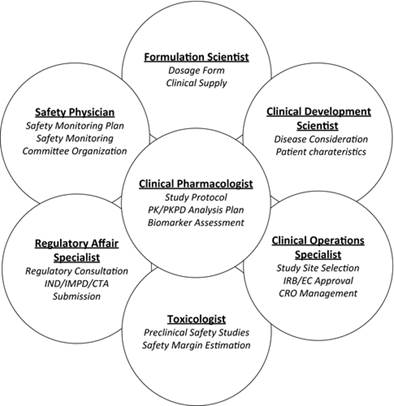 Formulation Scientist
Dosage Form
Clinical Supply
Safety Physician
Safety Monitoring Plan
Safety Monitoring
Committee Organization
Clinical Development
Scientist
Disease Consideration
Patient charateristics
Clinical Pharmacologist
Study Protocol
PK/PKPD Analysis Plan
Biomarker Assessment
Regulatory Affair
Specialist
Regulatory Consultation
IND/IMPD/CTA
Submission
Clinical Operations
Specialist
Study Site Selection
IRB/EC Approval
CRO Management
Toxicologist
Preclinical Safety Studies
Safety Margin Estimation